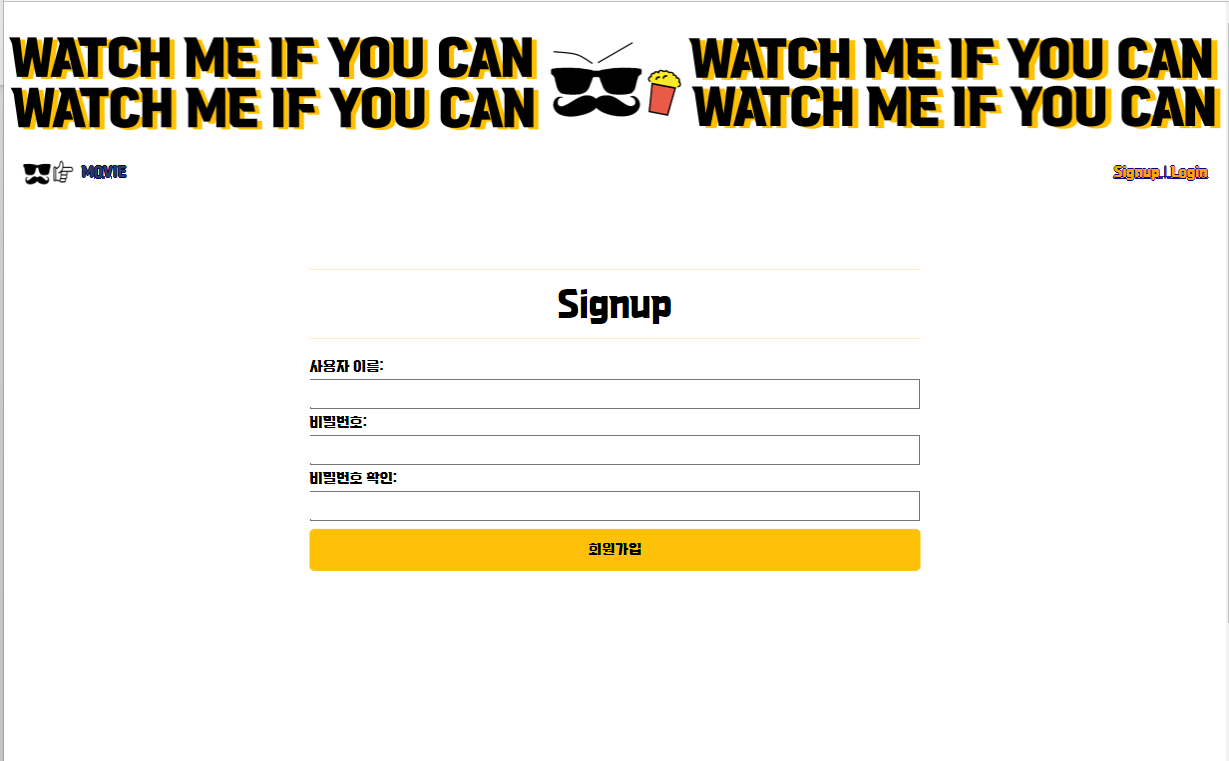 WATCH ME IF YOU CAN WATCH ME IF YOU CAN
WATCH ME IF YOU CAN WATCH ME IF YOU CAN
MOVIE
Signup | Login
Signup
사용자 이름:
비밀번호:
비밀번호 확인:
회원가입